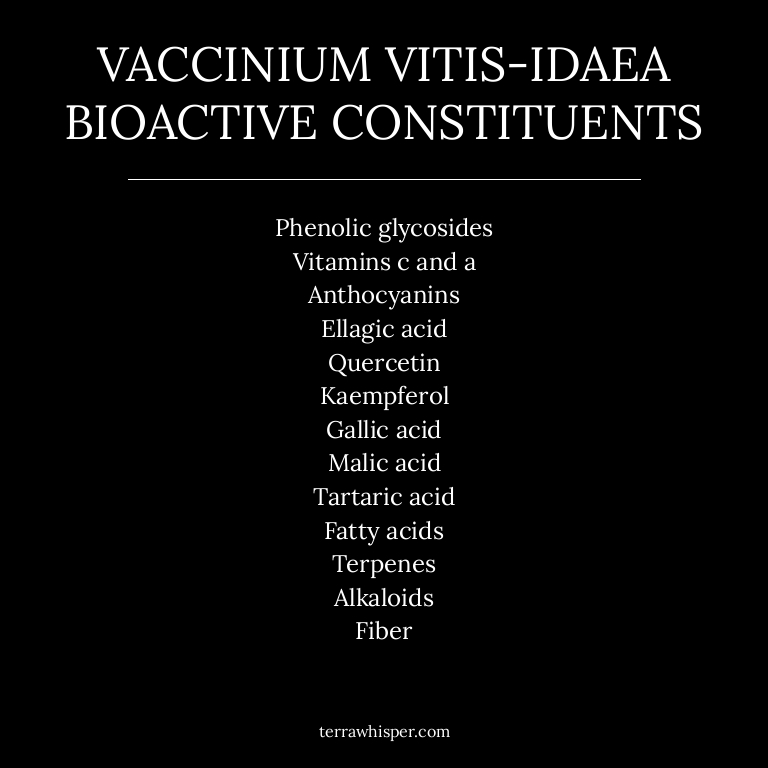 VACCINIUM VITIS-IDAEA
BIOACTIVE CONSTITUENTS
Phenolic glycosides
Vitamins c and a
Anthocyanins
Ellagic acid
Quercetin
Kaempferol
Gallic acid
Malic acid
Tartaric acid
Fatty acids
Terpenes
Alkaloids
Fiber
terrawhisper.com